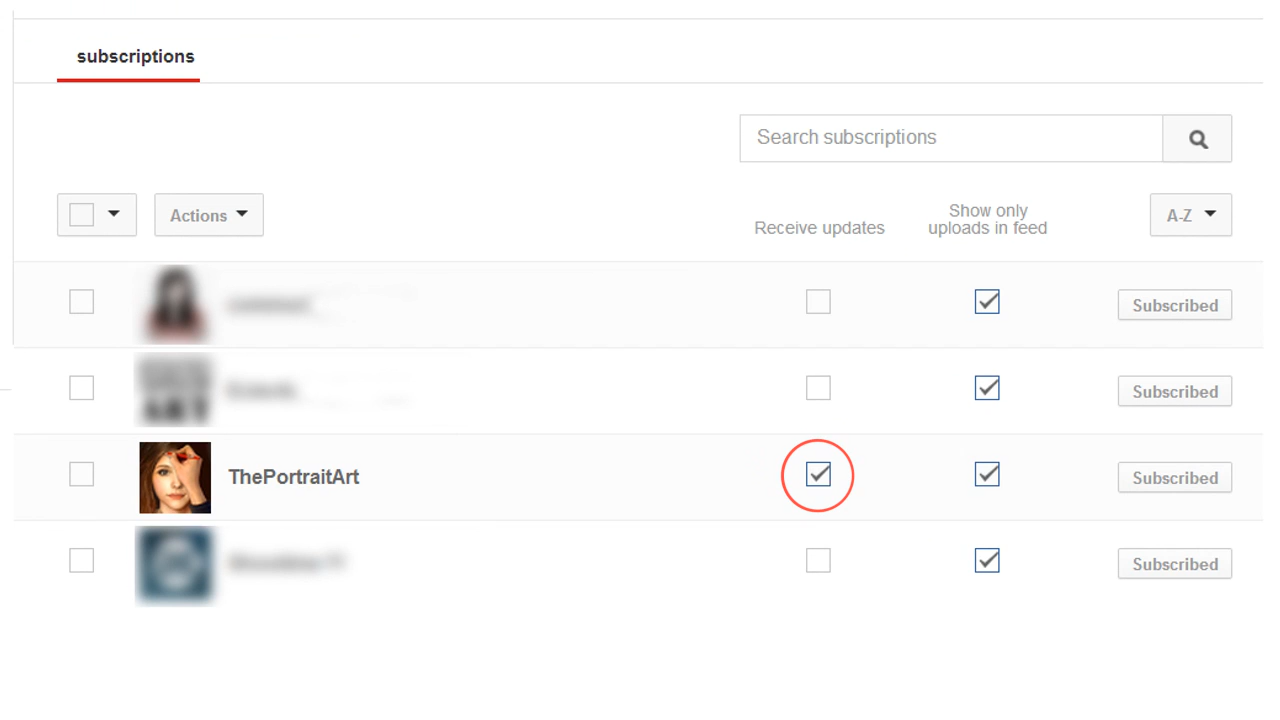 subscriptions
Search subscriptions
Actions
Receive updates
Show only
uploads in feed
A-Z
Subscribed
Subscribed
ThePortraitArt
Subscribed
Subscribed